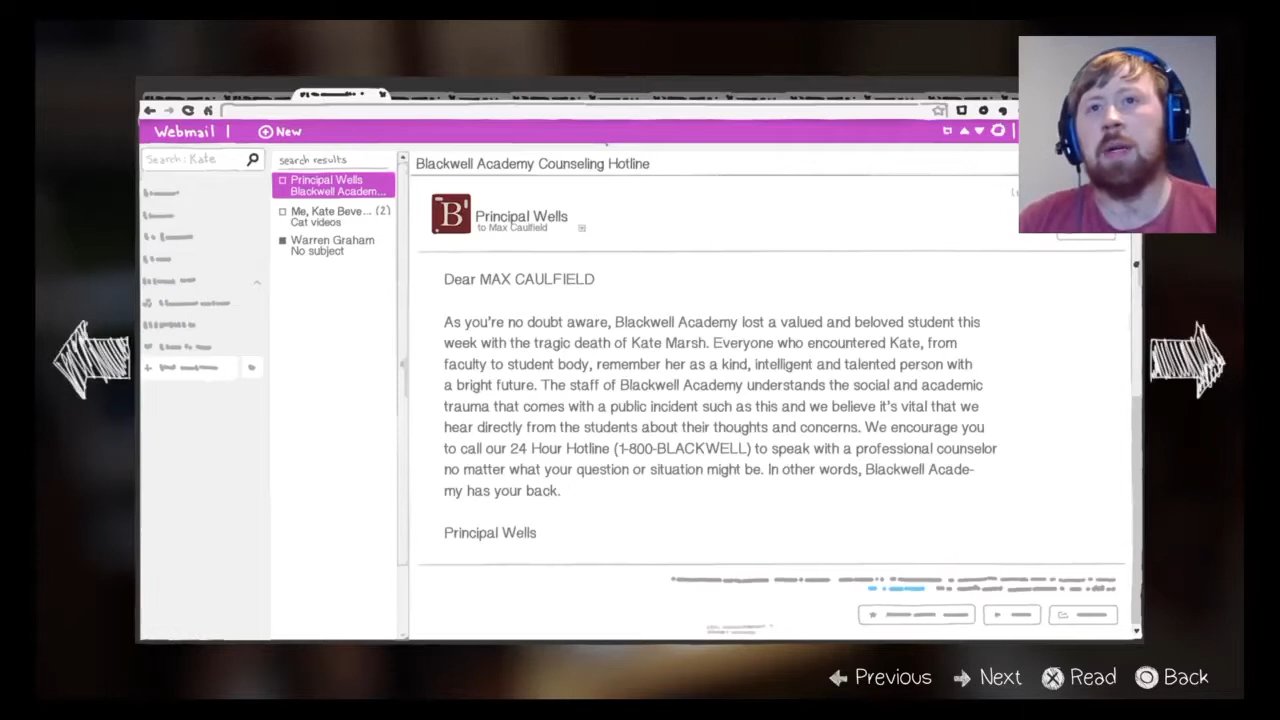 Webmail |
New
Search: Kate
search results
Principal Wells
Blackwell Academ...
Me, Kate Beve... (2)
Cat videos
Warren Graham
No subject
Blackwell Academy Counseling Hotline
B
Principal Wells
to Max Caulfield
Dear MAX CAULFIELD
As you're no doubt aware, Blackwell Academy lost a valued and beloved student this
week with the tragic death of Kate Marsh. Everyone who encountered Kate, from
faculty to student body, remember her as a kind, intelligent and talented person with
a bright future. The staff of Blackwell Academy understands the social and academic
trauma that comes with a public incident such as this and we believe it's vital that we
hear directly from the students about their thoughts and concerns. We encourage you
to call our 24 Hour Hotline (1-800-BLACKWELL) to speak with a professional counselor
no matter what your question or situation might be. In other words, Blackwell Acade-
my has your back.
Principal Wells
Previous
Next
Read
Back